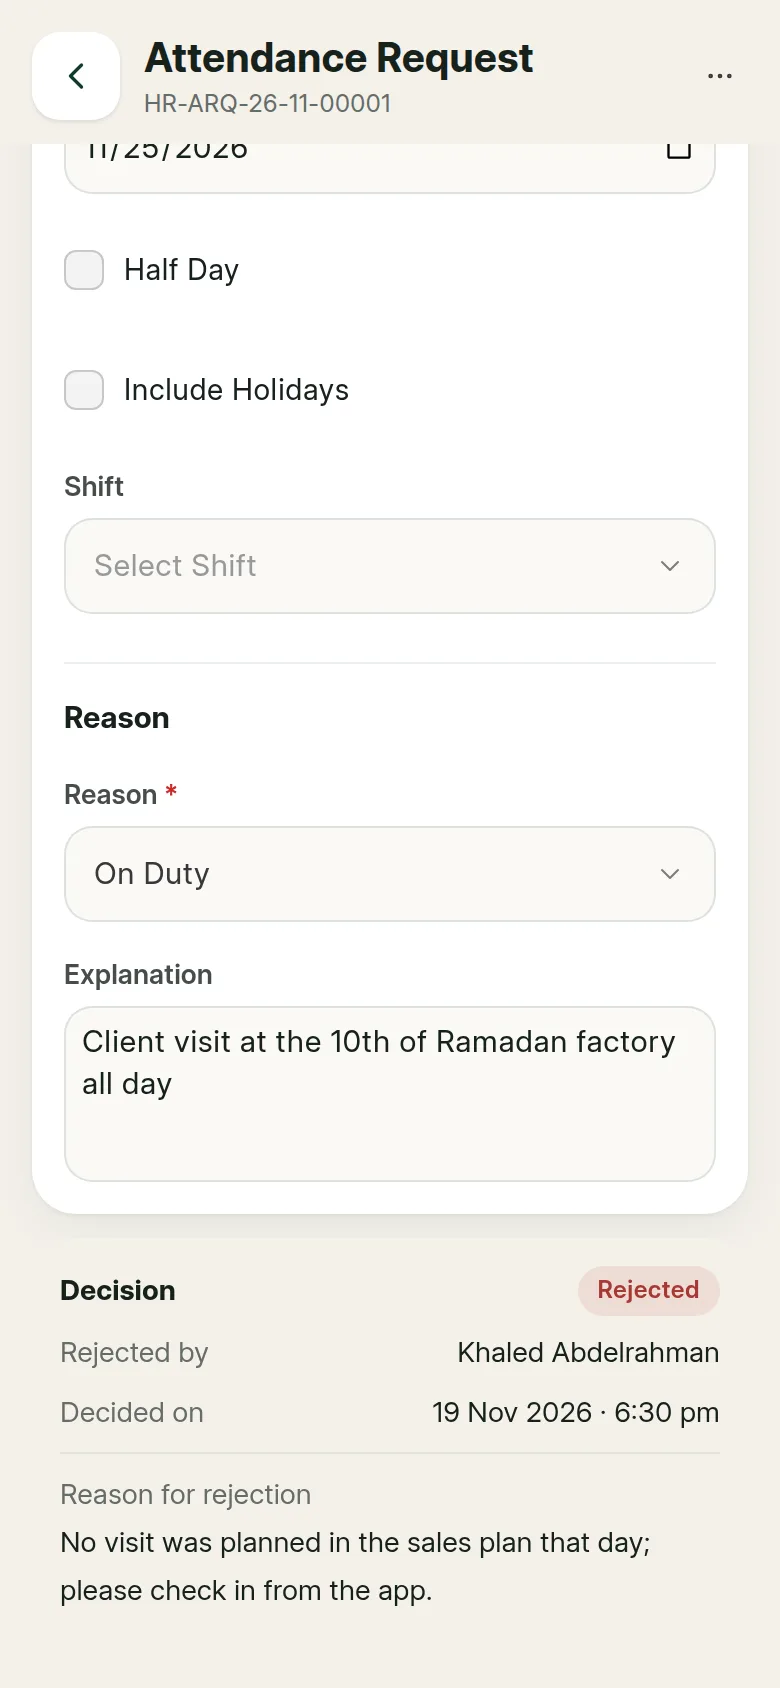 Attendance Request
HR-ARQ-26-11-00001
11/25/2026
Half Day
Include Holidays
Shift
Select Shift
Reason
Reason *
On Duty
Explanation
Client visit at the 10th of Ramadan factory
all day
Decision
Rejected
Rejected by
Khaled Abdelrahman
Decided on
19 Nov 2026 · 6:30 pm
Reason for rejection
No visit was planned in the sales plan that day;
please check in from the app.